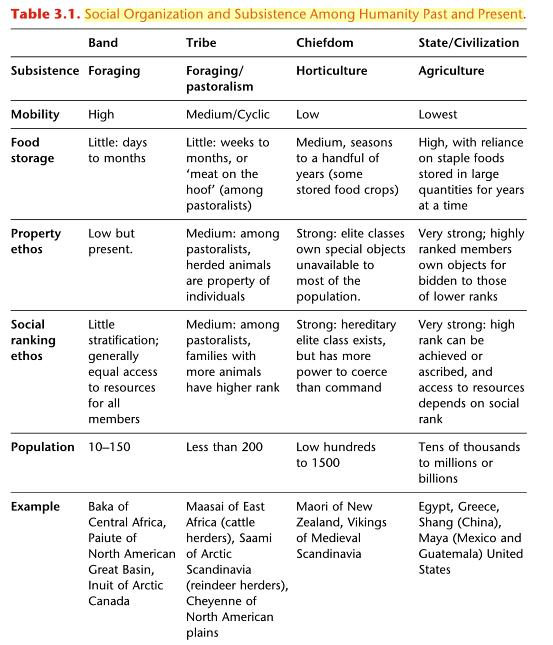 Table 3.1. Social Organization and Subsistence Among Humanity Past and Present.
Band Tribe Chiefdom State/Civilization
Subsistence Foraging Foraging/ Horticulture Agriculture
pastoralism
Mobility High Medium/Cyclic Low Lowest
Food Little: days Little: weeks to Medium, seasons High, with reliance
storage to months months, or to a handful of on staple foods
‘meat on the years (some stored in large
hoof’ (among stored food crops) quantities for years
pastoralists) at a time
Property Low but Medium: among Strong: elite classes Very strong; highly
ethos present. pastoralists, own special objects ranked members
herded animals unavailable to own objects for
are property of most of the bidden to those
individuals population. of lower ranks
Social Little Medium: among Strong: hereditary Very strong: high
ranking stratification; pastoralists, elite class exists, rank can be
ethos generally families with but has more achieved or
equal access more animals power to coerce ascribed, and
to resources have higher rank than command access to resources
for all depends on social
members rank
Population 10–150 Less than 200 Low hundreds Tens of thousands
to 1500 to millions or
billions
Example Baka of Maasai of East Maori of New Egypt, Greece,
Central Africa, Africa (cattle Zealand, Vikings Shang (China),
Paiute of herders), Saami of Medieval Maya (Mexico and
North American of Arctic Scandinavia Guatemala) United
Great Basin, Scandinavia States
Inuit of Arctic (reindeer herders),
Canada Cheyenne of
North American
plains